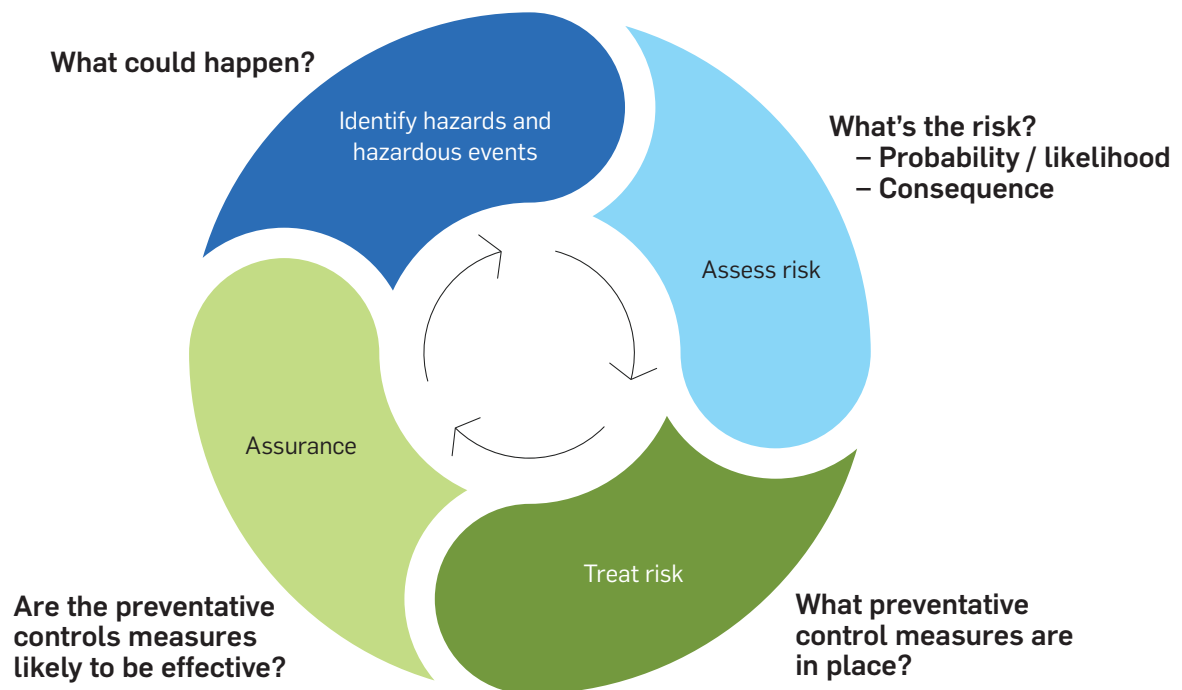 What could happen?
Identify hazards and
hazardous events
What's the risk?
– Probability / likelihood
– Consequence
Assess risk
Treat risk
What preventative
control measures are
in place?
Assurance
Are the preventative
controls measures
likely to be effective?